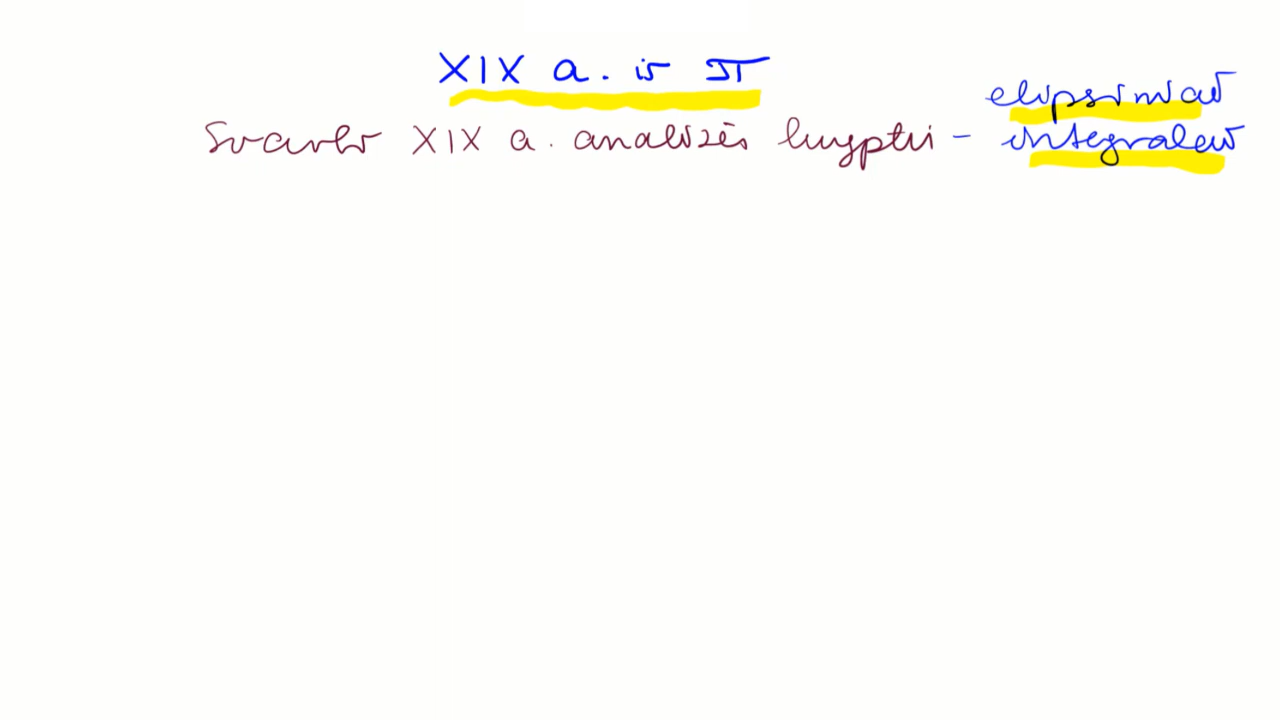 XIX a. ir π
Svarbi XIX a. analizės kryptis – elipsiniai
integralai